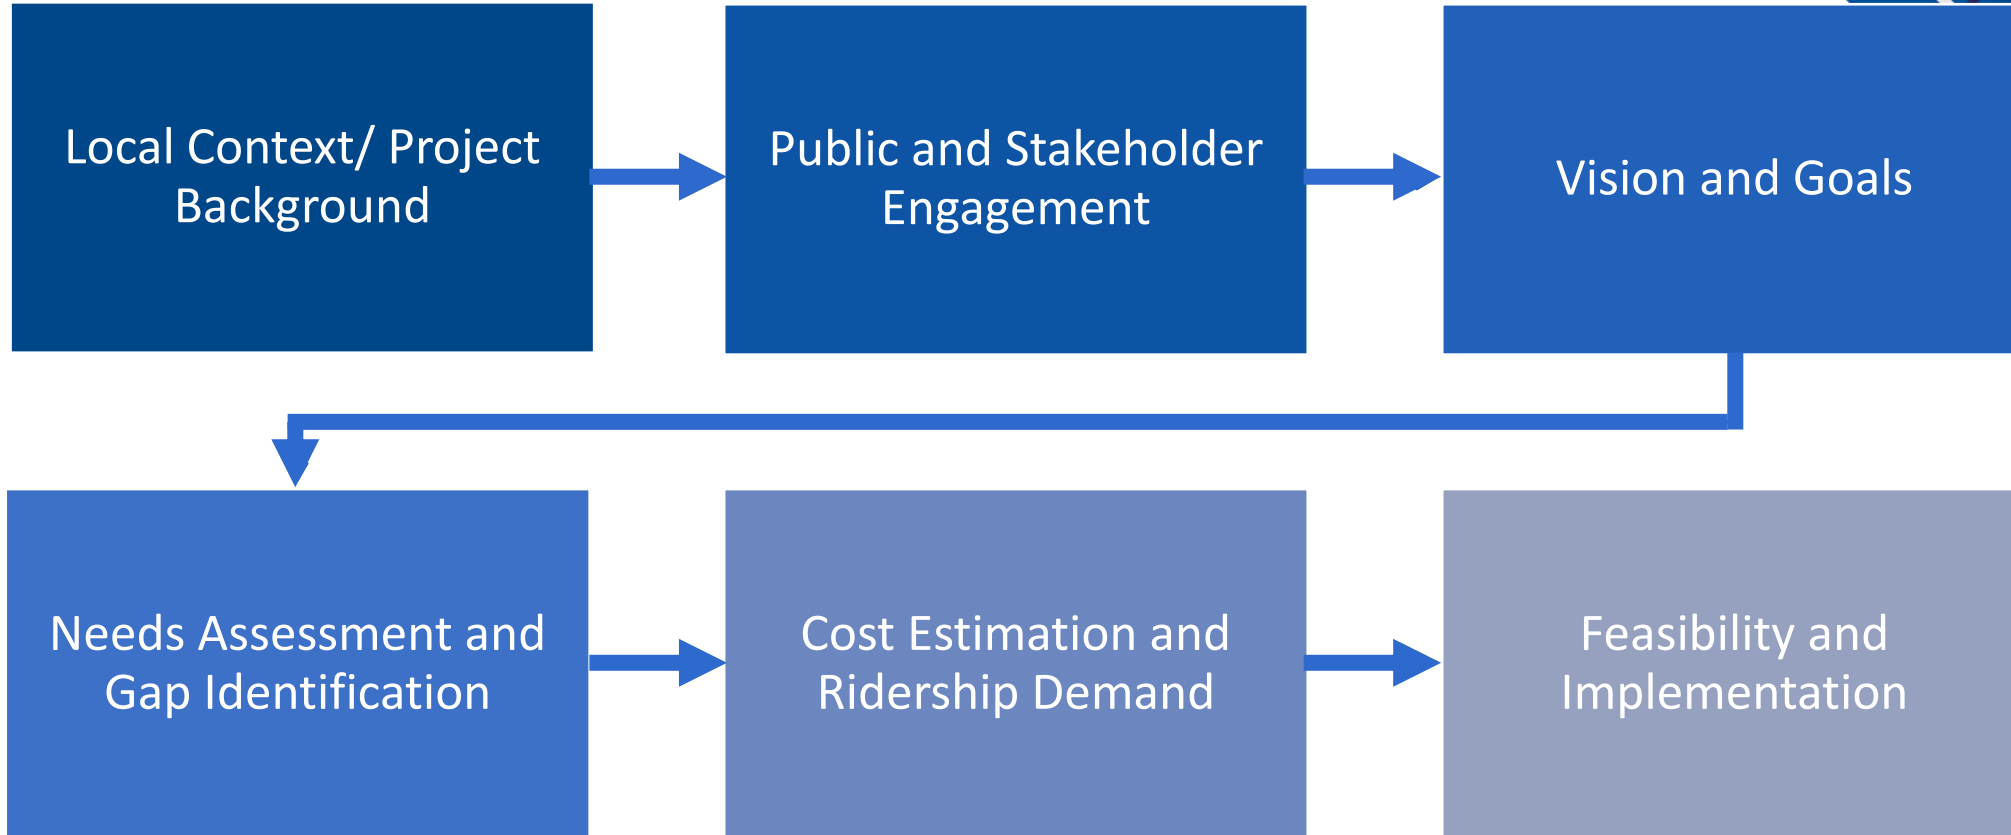 Local Context/ Project
Background
Public and Stakeholder
Engagement
Vision and Goals
Needs Assessment and
Gap Identification
Cost Estimation and
Ridership Demand
Feasibility and
Implementation